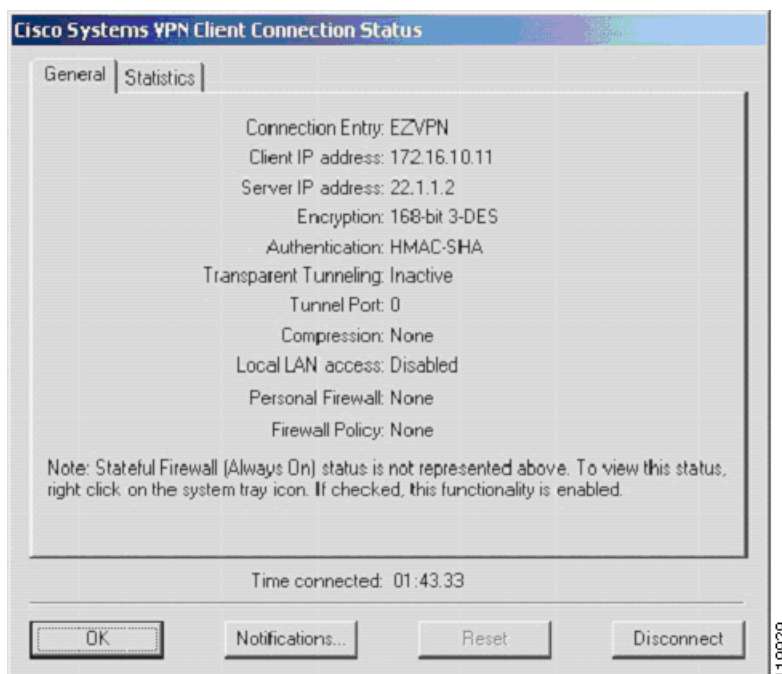 Cisco Systems VPN Client Connection Status
General
Statistics
Connection Entry: EZVPN
Client IP address: 172.16.10.11
Server IP address: 22.1.1.2
Encryption: 168-bit 3-DES
Authentication: HMAC-SHA
Transparent Tunneling: Inactive
Tunnel Port: 0
Compression: None
Local LAN access: Disabled
Personal Firewall: None
Firewall Policy: None
Note: Stateful Firewall (Always On) status is not represented above. To view this status,
right click on the system tray icon. If checked, this functionality is enabled.
Time connected: 01:43.33
OK
Notifications...
Reset
Disconnect